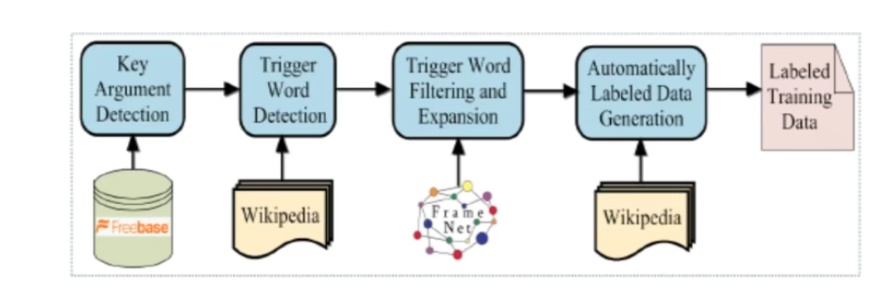 Key
Argument
Detection
Trigger
Word
Detection
Trigger Word
Filtering and
Expansion
Automatically
Labeled Data
Generation
Labeled
Training
Data
Freebase
Wikipedia
Frame
Net
Wikipedia